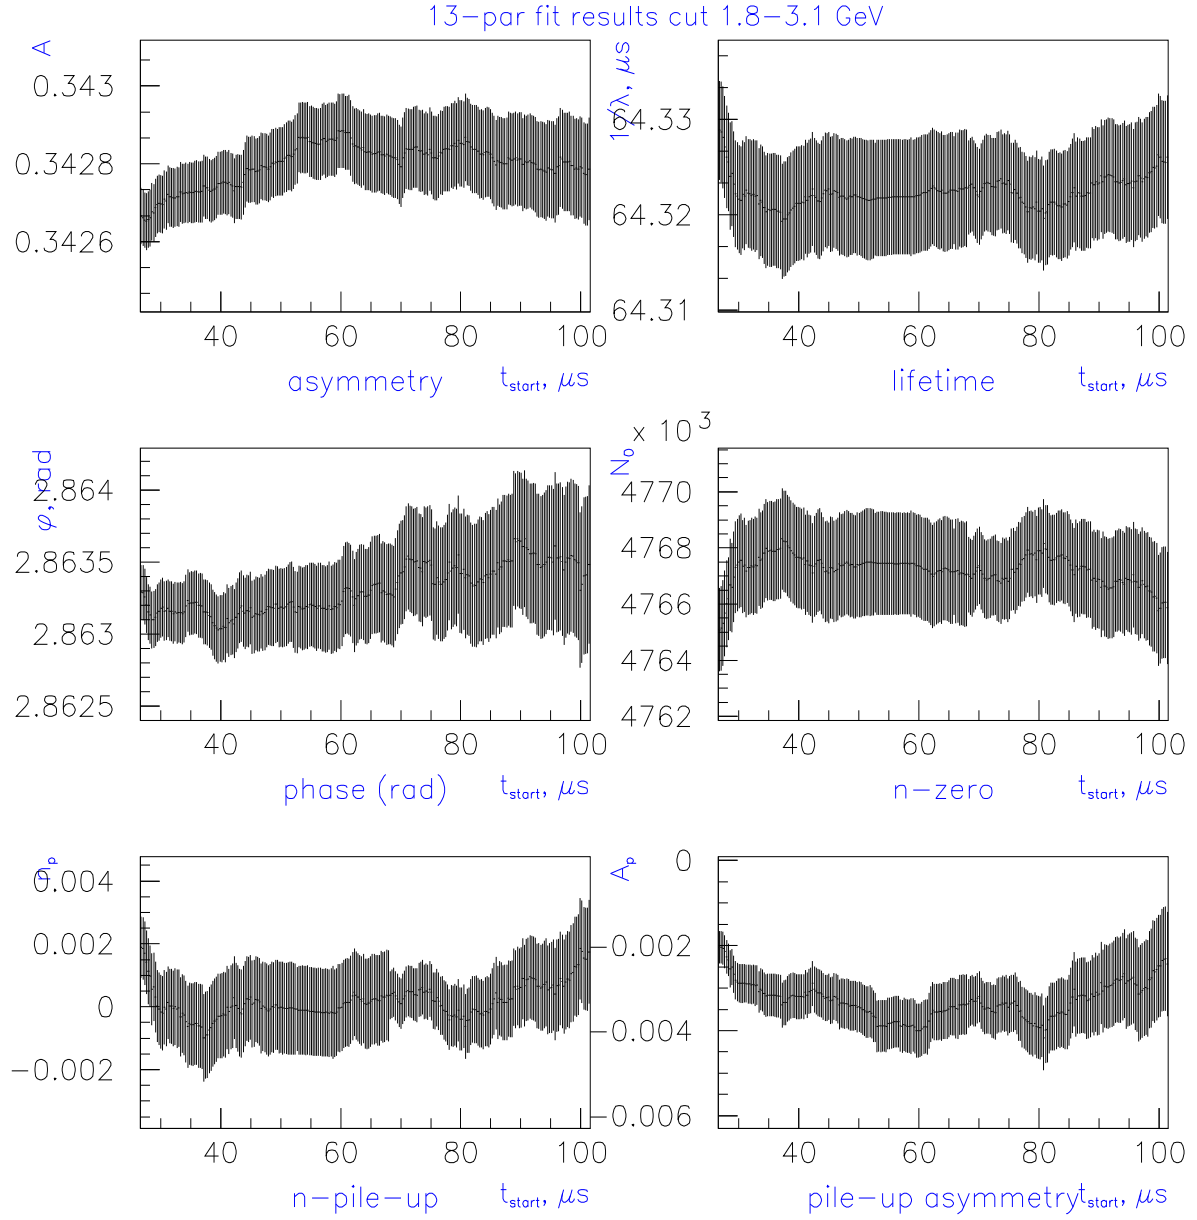 13-par fit results cut 1.8-3.1 GeV
A
0.343
0.3428
0.3426
40 60 80 100
asymmetry t_start, μs
1/λ, μs
64.33
64.32
64.31
40 60 80 100
lifetime t_start, μs
φ, rad
2.864
2.8635
2.863
2.8625
40 60 80 100
phase (rad) t_start, μs
x 10³
N₀
4770
4768
4766
4764
4762
40 60 80 100
n-zero t_start, μs
n_p
0.004
0.002
0
-0.002
40 60 80 100
n-pile-up t_start, μs
A_p
0
-0.002
-0.004
-0.006
40 60 80 100
pile-up asymmetry t_start, μs